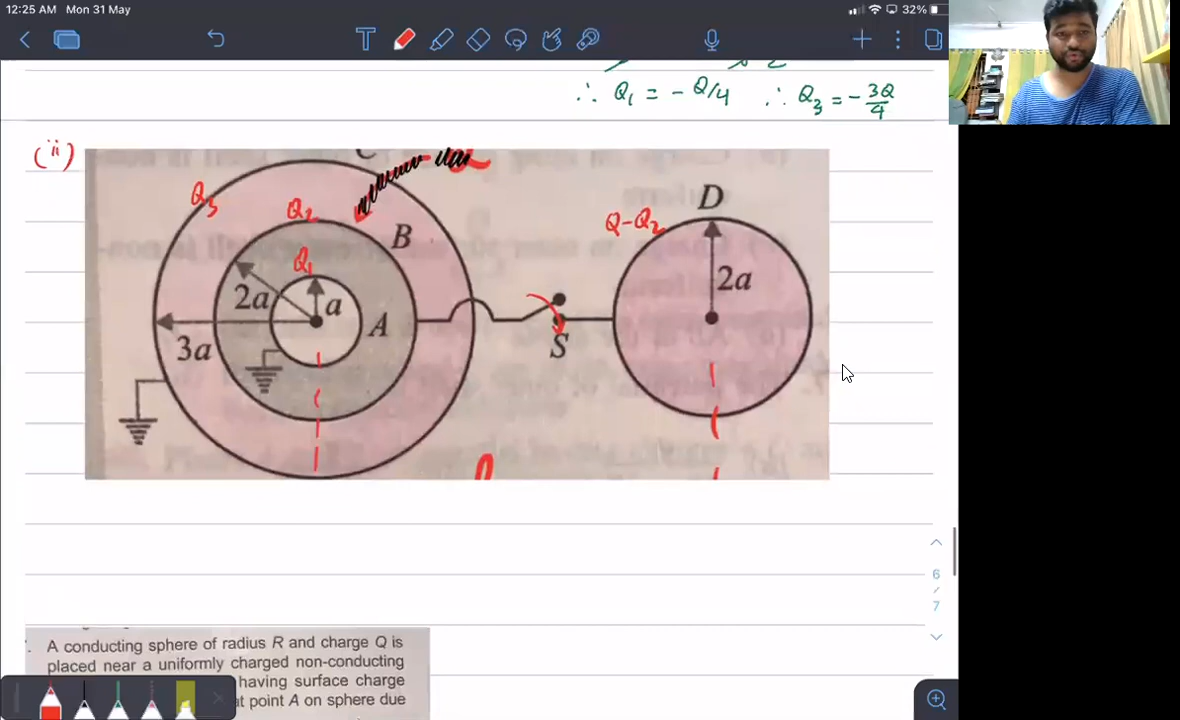 12:25 AM Mon 31 May
32%
T
∴ Q₁ = - Q/4 ∴ Q₃ = - 3Q/4
(ii)
Q₃
Q₂
Q₁
B
2a
a
A
3a
S
Q-Q₂
D
2a
6
/
7
A conducting sphere of radius R and charge Q is
placed near a uniformly charged non-conducting
having surface charge
at point A on sphere due